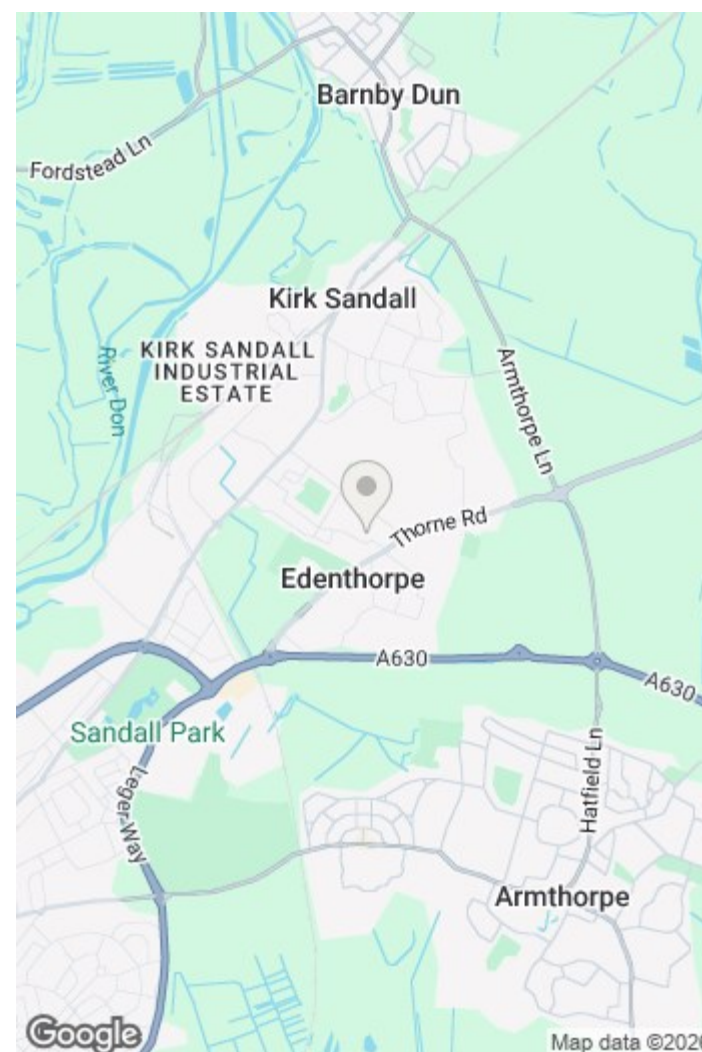 Barnby Dun
Fordstead Ln
Kirk Sandall
KIRK SANDALL
INDUSTRIAL
ESTATE
River Don
Armthorpe Ln
Thorne Rd
Edenthorpe
A630
A630
Sandall Park
Leger Way
Hatfield Ln
Armthorpe
Google
Map data ©2026